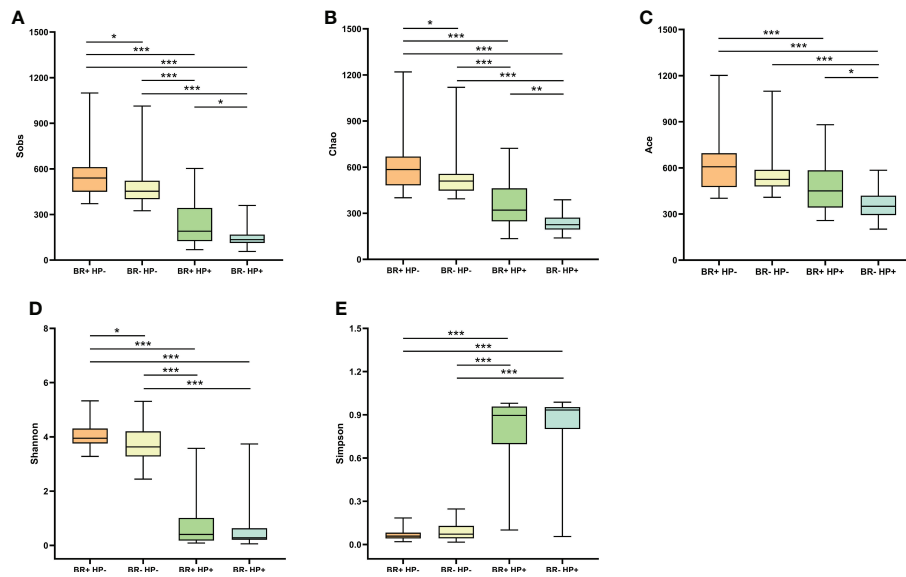 A
B
C
1500
1200
900
600
300
0
Sobs
*
***
***
***
***
*
BR+ HP-
BR- HP-
BR+ HP+
BR- HP+
1500
1200
900
600
300
0
Chao
*
***
***
***
***
**
BR+ HP-
BR- HP-
BR+ HP+
BR- HP+
1500
1200
900
600
300
0
Ace
***
***
***
*
BR+ HP-
BR- HP-
BR+ HP+
BR- HP+
D
E
8
6
4
2
0
Shannon
*
***
***
***
***
BR+ HP-
BR- HP-
BR+ HP+
BR- HP+
1.5
1.2
0.9
0.6
0.3
0.0
Simpson
***
***
***
***
BR+ HP-
BR- HP-
BR+ HP+
BR- HP+